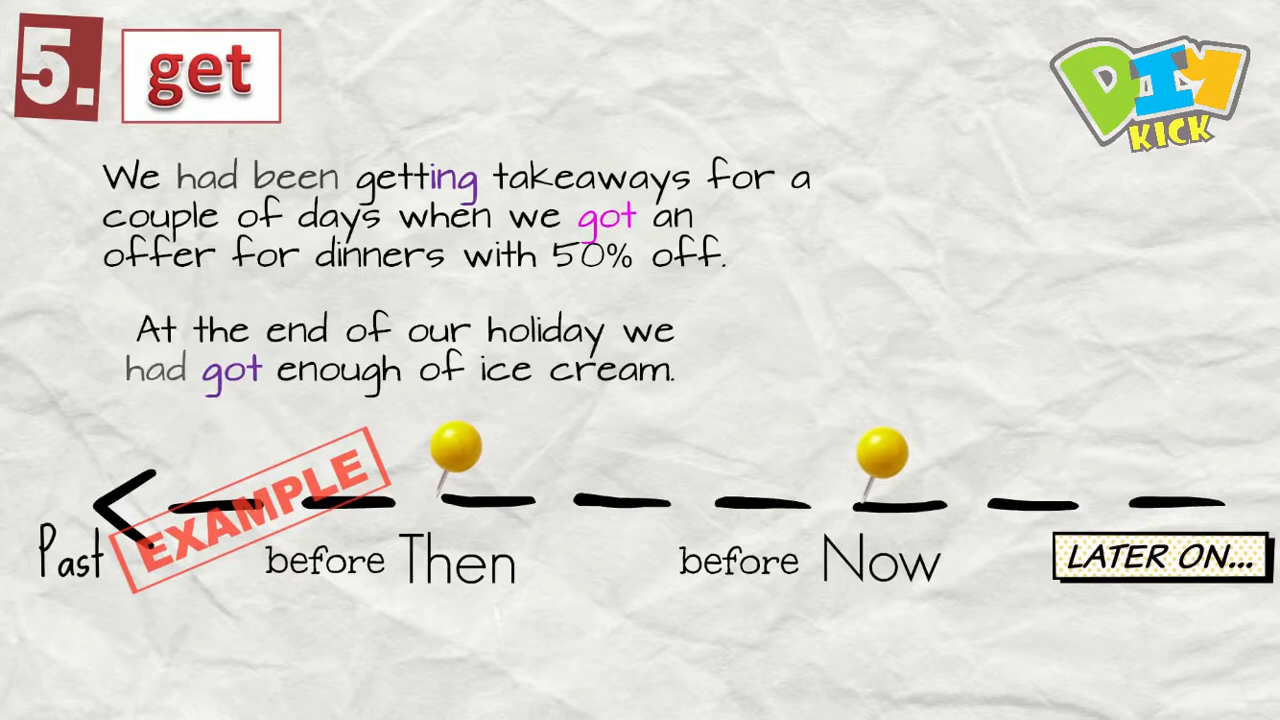 5.
get
DIY
KICK
We had been getting takeaways for a
couple of days when we got an
offer for dinners with 50% off.
At the end of our holiday we
had got enough of ice cream.
EXAMPLE
Past
before Then
before Now
LATER ON...